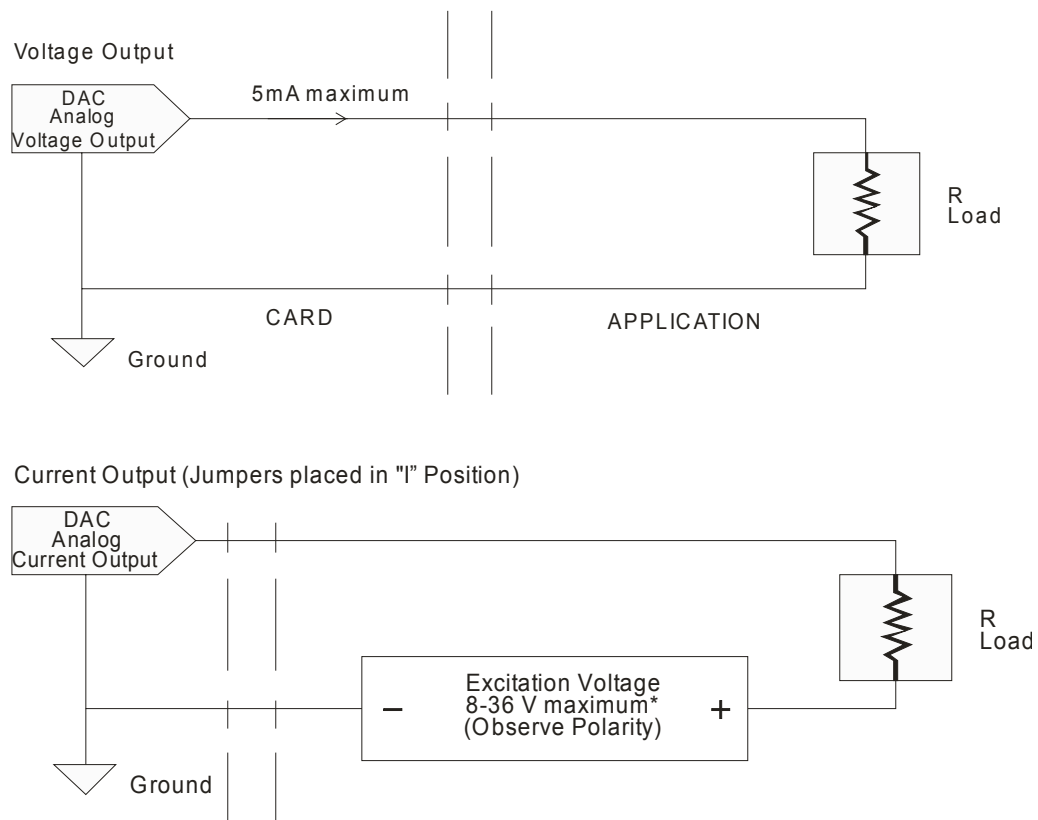 Voltage Output
DAC
Analog
Voltage Output
5mA maximum
R
Load
CARD
APPLICATION
Ground
Current Output (Jumpers placed in "I” Position)
DAC
Analog
Current Output
R
Load
Excitation Voltage
8-36 V maximum*
(Observe Polarity)
−
+
Ground